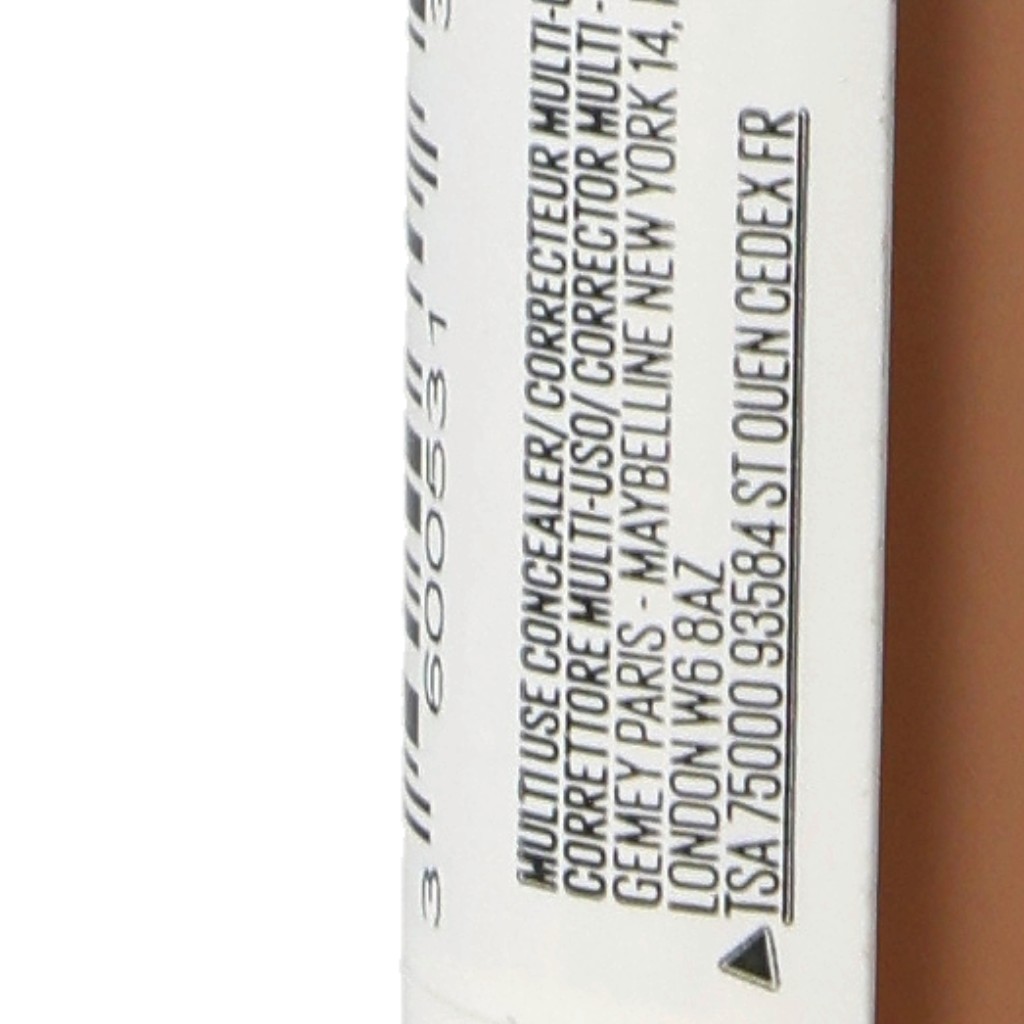 3 600531 3
MULTI USE CONCEALER/ CORRECTEUR MULTI-
CORRETTORE MULTI-USO/ CORRECTOR MULTI -
GEMEY PARIS - MAYBELLINE NEW YORK 14,
LONDON W6 8AZ
TSA 75000 93584 ST OUEN CEDEX FR